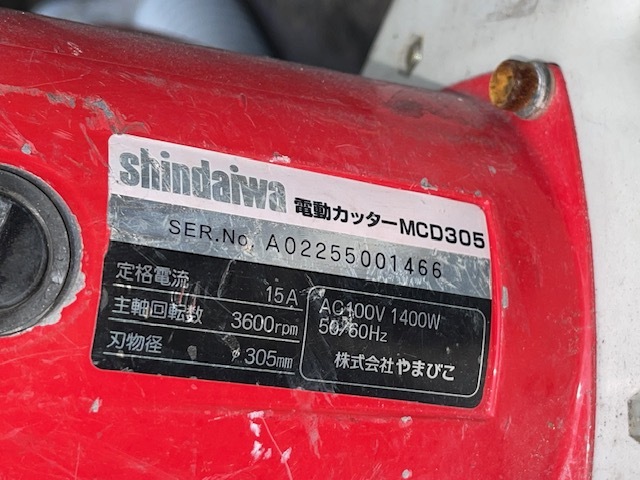 shindaiwa 電動カッターMCD305
SER.No. A02255001466
定格電流 15A
主軸回転数 3600rpm
刃物径 φ305mm
AC100V 1400W
50/60Hz
株式会社 やまびこ